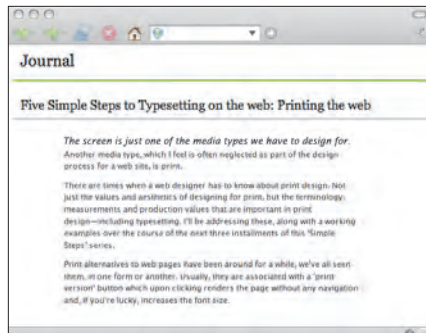 Journal
Five Simple Steps to Typesetting on the web: Printing the web
The screen is just one of the media types we have to design for.
Another media type, which I feel is often neglected as part of the design
process for a web site, is print.
There are times when a web designer has to know about print design. Not
just the values and aesthetics of designing for print, but the terminology,
measurements and production values that are important in print
design—including typesetting. I'll be addressing these, along with a working
examples over the course of the next three installments of this 'Simple
Steps' series.
Print alternatives to web pages have been around for a while, we've all seen
them, in one form or another. Usually, they are associated with a 'print
version' button which upon clicking renders the page without any navigation
and, if you're lucky, increases the font size.